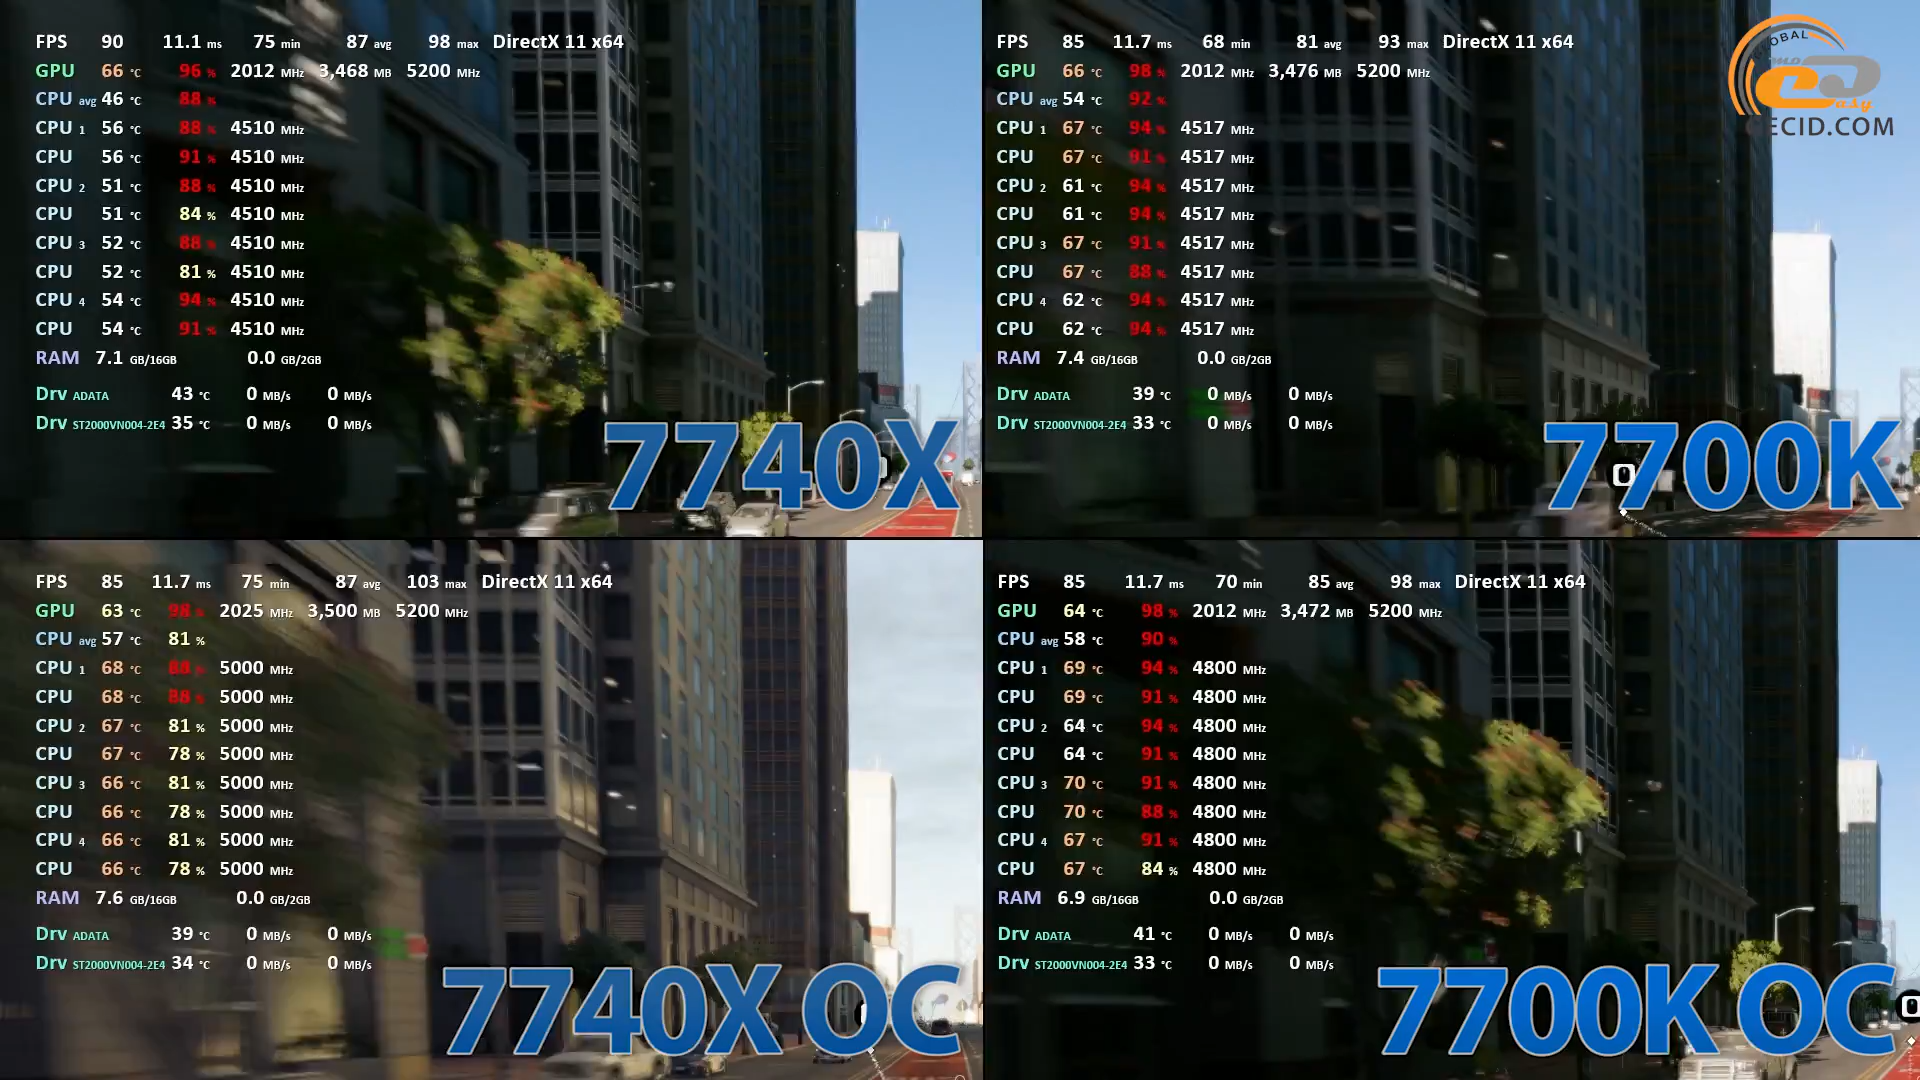 FPS 90 11.1 ms 75 min 87 avg 98 max DirectX 11 x64
GPU 66 °C 96 % 2012 MHz 3,468 MB 5200 MHz
CPU avg 46 °C 88 %
CPU 1 56 °C 88 % 4510 MHz
CPU 56 °C 91 % 4510 MHz
CPU 2 51 °C 88 % 4510 MHz
CPU 51 °C 84 % 4510 MHz
CPU 3 52 °C 88 % 4510 MHz
CPU 52 °C 81 % 4510 MHz
CPU 4 54 °C 94 % 4510 MHz
CPU 54 °C 91 % 4510 MHz
RAM 7.1 GB/16GB 0.0 GB/2GB
Drv ADATA 43 °C 0 MB/s 0 MB/s
Drv ST2000VN004-2E4 35 °C 0 MB/s 0 MB/s
7740X
FPS 85 11.7 ms 68 min 81 avg 93 max DirectX 11 x64
GPU 66 °C 98 % 2012 MHz 3,476 MB 5200 MHz
CPU avg 54 °C 92 %
CPU 1 67 °C 94 % 4517 MHz
CPU 67 °C 91 % 4517 MHz
CPU 2 61 °C 94 % 4517 MHz
CPU 61 °C 94 % 4517 MHz
CPU 3 67 °C 91 % 4517 MHz
CPU 67 °C 88 % 4517 MHz
CPU 4 62 °C 94 % 4517 MHz
CPU 62 °C 94 % 4517 MHz
RAM 7.4 GB/16GB 0.0 GB/2GB
Drv ADATA 39 °C 0 MB/s 0 MB/s
Drv ST2000VN004-2E4 33 °C 0 MB/s 0 MB/s
7700K
GLOBAL
asy
GECID.COM
FPS 85 11.7 ms 75 min 87 avg 103 max DirectX 11 x64
GPU 63 °C 98 % 2025 MHz 3,500 MB 5200 MHz
CPU avg 57 °C 81 %
CPU 1 68 °C 88 % 5000 MHz
CPU 68 °C 88 % 5000 MHz
CPU 2 67 °C 81 % 5000 MHz
CPU 67 °C 78 % 5000 MHz
CPU 3 66 °C 81 % 5000 MHz
CPU 66 °C 78 % 5000 MHz
CPU 4 66 °C 81 % 5000 MHz
CPU 66 °C 78 % 5000 MHz
RAM 7.6 GB/16GB 0.0 GB/2GB
Drv ADATA 39 °C 0 MB/s 0 MB/s
Drv ST2000VN004-2E4 34 °C 0 MB/s 0 MB/s
7740X OC
FPS 85 11.7 ms 70 min 85 avg 98 max DirectX 11 x64
GPU 64 °C 98 % 2012 MHz 3,472 MB 5200 MHz
CPU avg 58 °C 90 %
CPU 1 69 °C 94 % 4800 MHz
CPU 69 °C 91 % 4800 MHz
CPU 2 64 °C 94 % 4800 MHz
CPU 64 °C 91 % 4800 MHz
CPU 3 70 °C 91 % 4800 MHz
CPU 70 °C 88 % 4800 MHz
CPU 4 67 °C 91 % 4800 MHz
CPU 67 °C 84 % 4800 MHz
RAM 6.9 GB/16GB 0.0 GB/2GB
Drv ADATA 41 °C 0 MB/s 0 MB/s
Drv ST2000VN004-2E4 33 °C 0 MB/s 0 MB/s
7700K OC